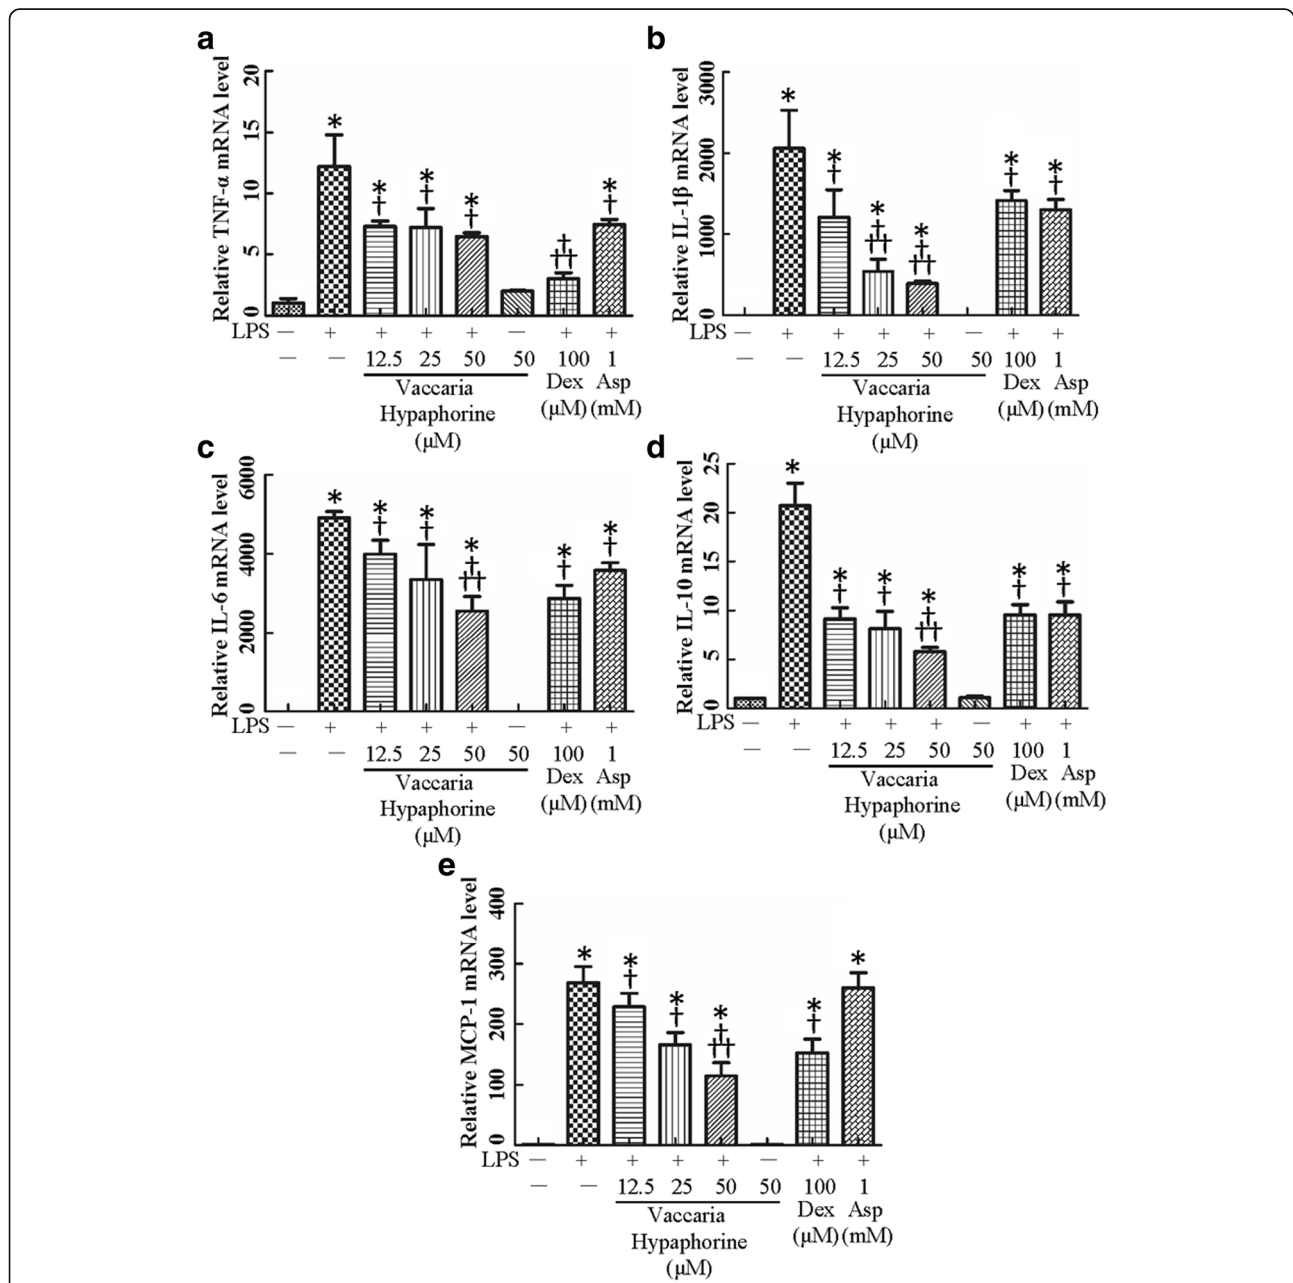 a
Relative TNF-α mRNA level
20
15
10
5
0
* * † * † * † † †† * †
LPS — + + + + — + +
— — 12.5 25 50 50 100 1
Vaccaria Dex Asp
Hypaphorine (μM) (mM)
(μM)
b
Relative IL-1β mRNA level
3000
2000
1000
0
* * † * † †† * † †† * † * †
LPS — + + + + — + +
— — 12.5 25 50 50 100 1
Vaccaria Dex Asp
Hypaphorine (μM) (mM)
(μM)
c
Relative IL-6 mRNA level
6000
4000
2000
0
* * † * † * † †† * † * †
LPS — + + + + — + +
— — 12.5 25 50 50 100 1
Vaccaria Dex Asp
Hypaphorine (μM) (mM)
(μM)
d
Relative IL-10 mRNA level
25
20
15
10
5
0
* * † * † * † †† * † * †
LPS — + + + + — + +
— — 12.5 25 50 50 100 1
Vaccaria Dex Asp
Hypaphorine (μM) (mM)
(μM)
e
Relative MCP-1 mRNA level
400
300
200
100
0
* * † * † * † †† * † *
LPS — + + + + — + +
— — 12.5 25 50 50 100 1
Vaccaria Dex Asp
Hypaphorine (μM) (mM)
(μM)